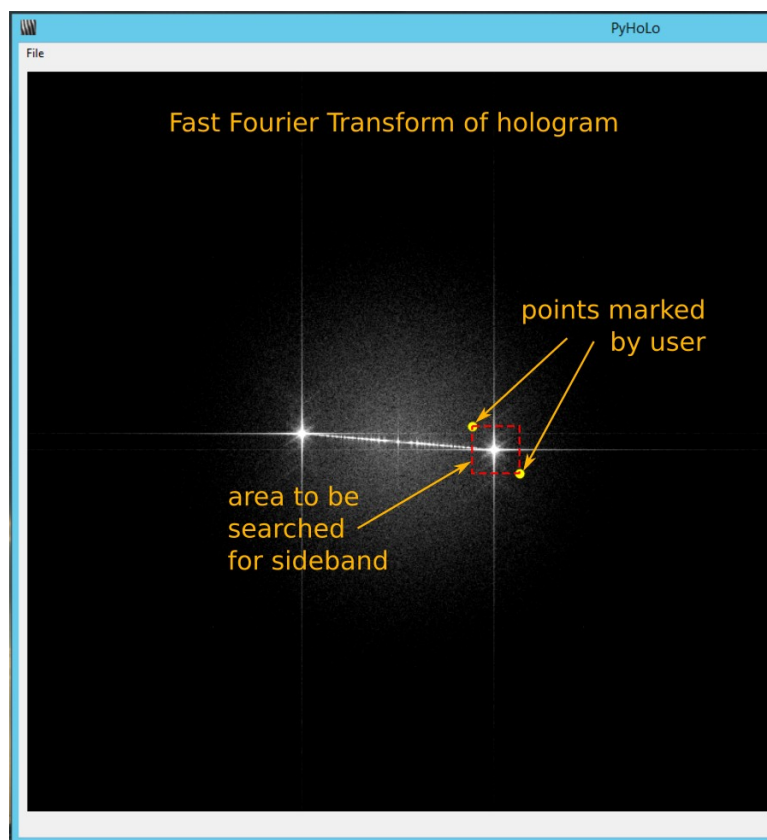 PyHoLo
File
Fast Fourier Transform of hologram
points marked
by user
area to be
searched
for sideband